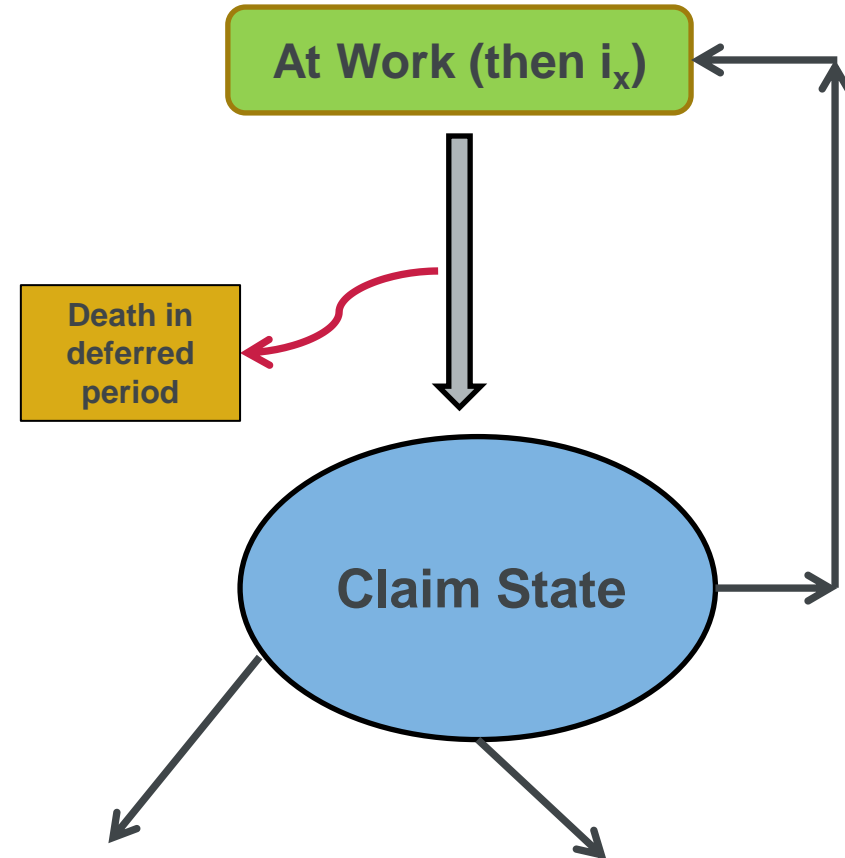 At Work (then iₓ)
Death in
deferred
period
Claim State